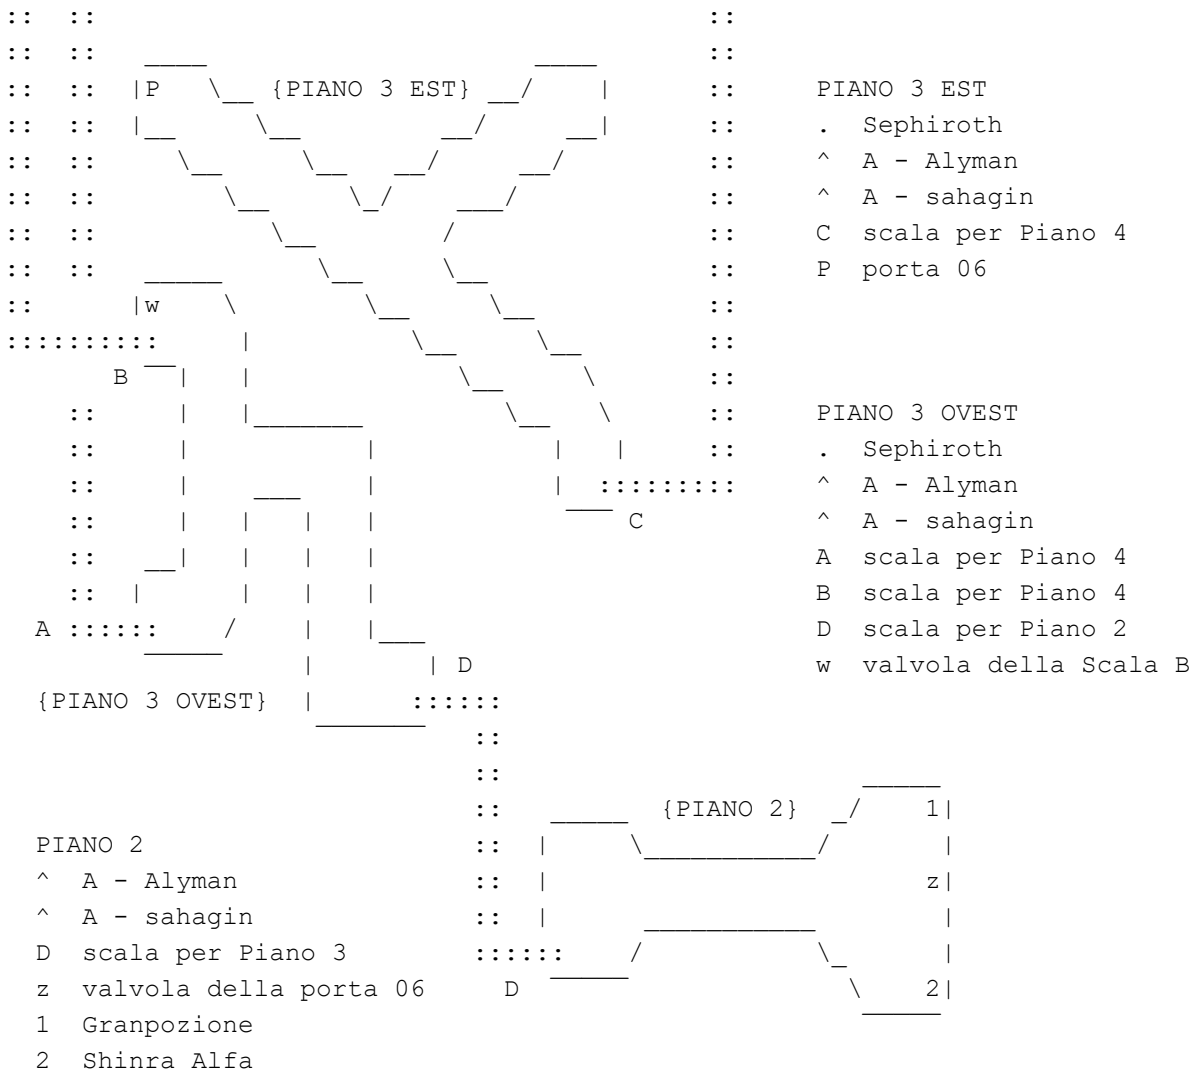 {PIANO 3 EST}
P
PIANO 3 EST
. Sephiroth
^ A - Alyman
^ A - sahagin
C scala per Piano 4
P porta 06
w
B
C
PIANO 3 OVEST
. Sephiroth
^ A - Alyman
^ A - sahagin
A scala per Piano 4
B scala per Piano 4
D scala per Piano 2
w valvola della Scala B
A
D
{PIANO 3 OVEST}
{PIANO 2}
1
z
2
D
PIANO 2
^ A - Alyman
^ A - sahagin
D scala per Piano 3
z valvola della porta 06
1 Granpozione
2 Shinra Alfa